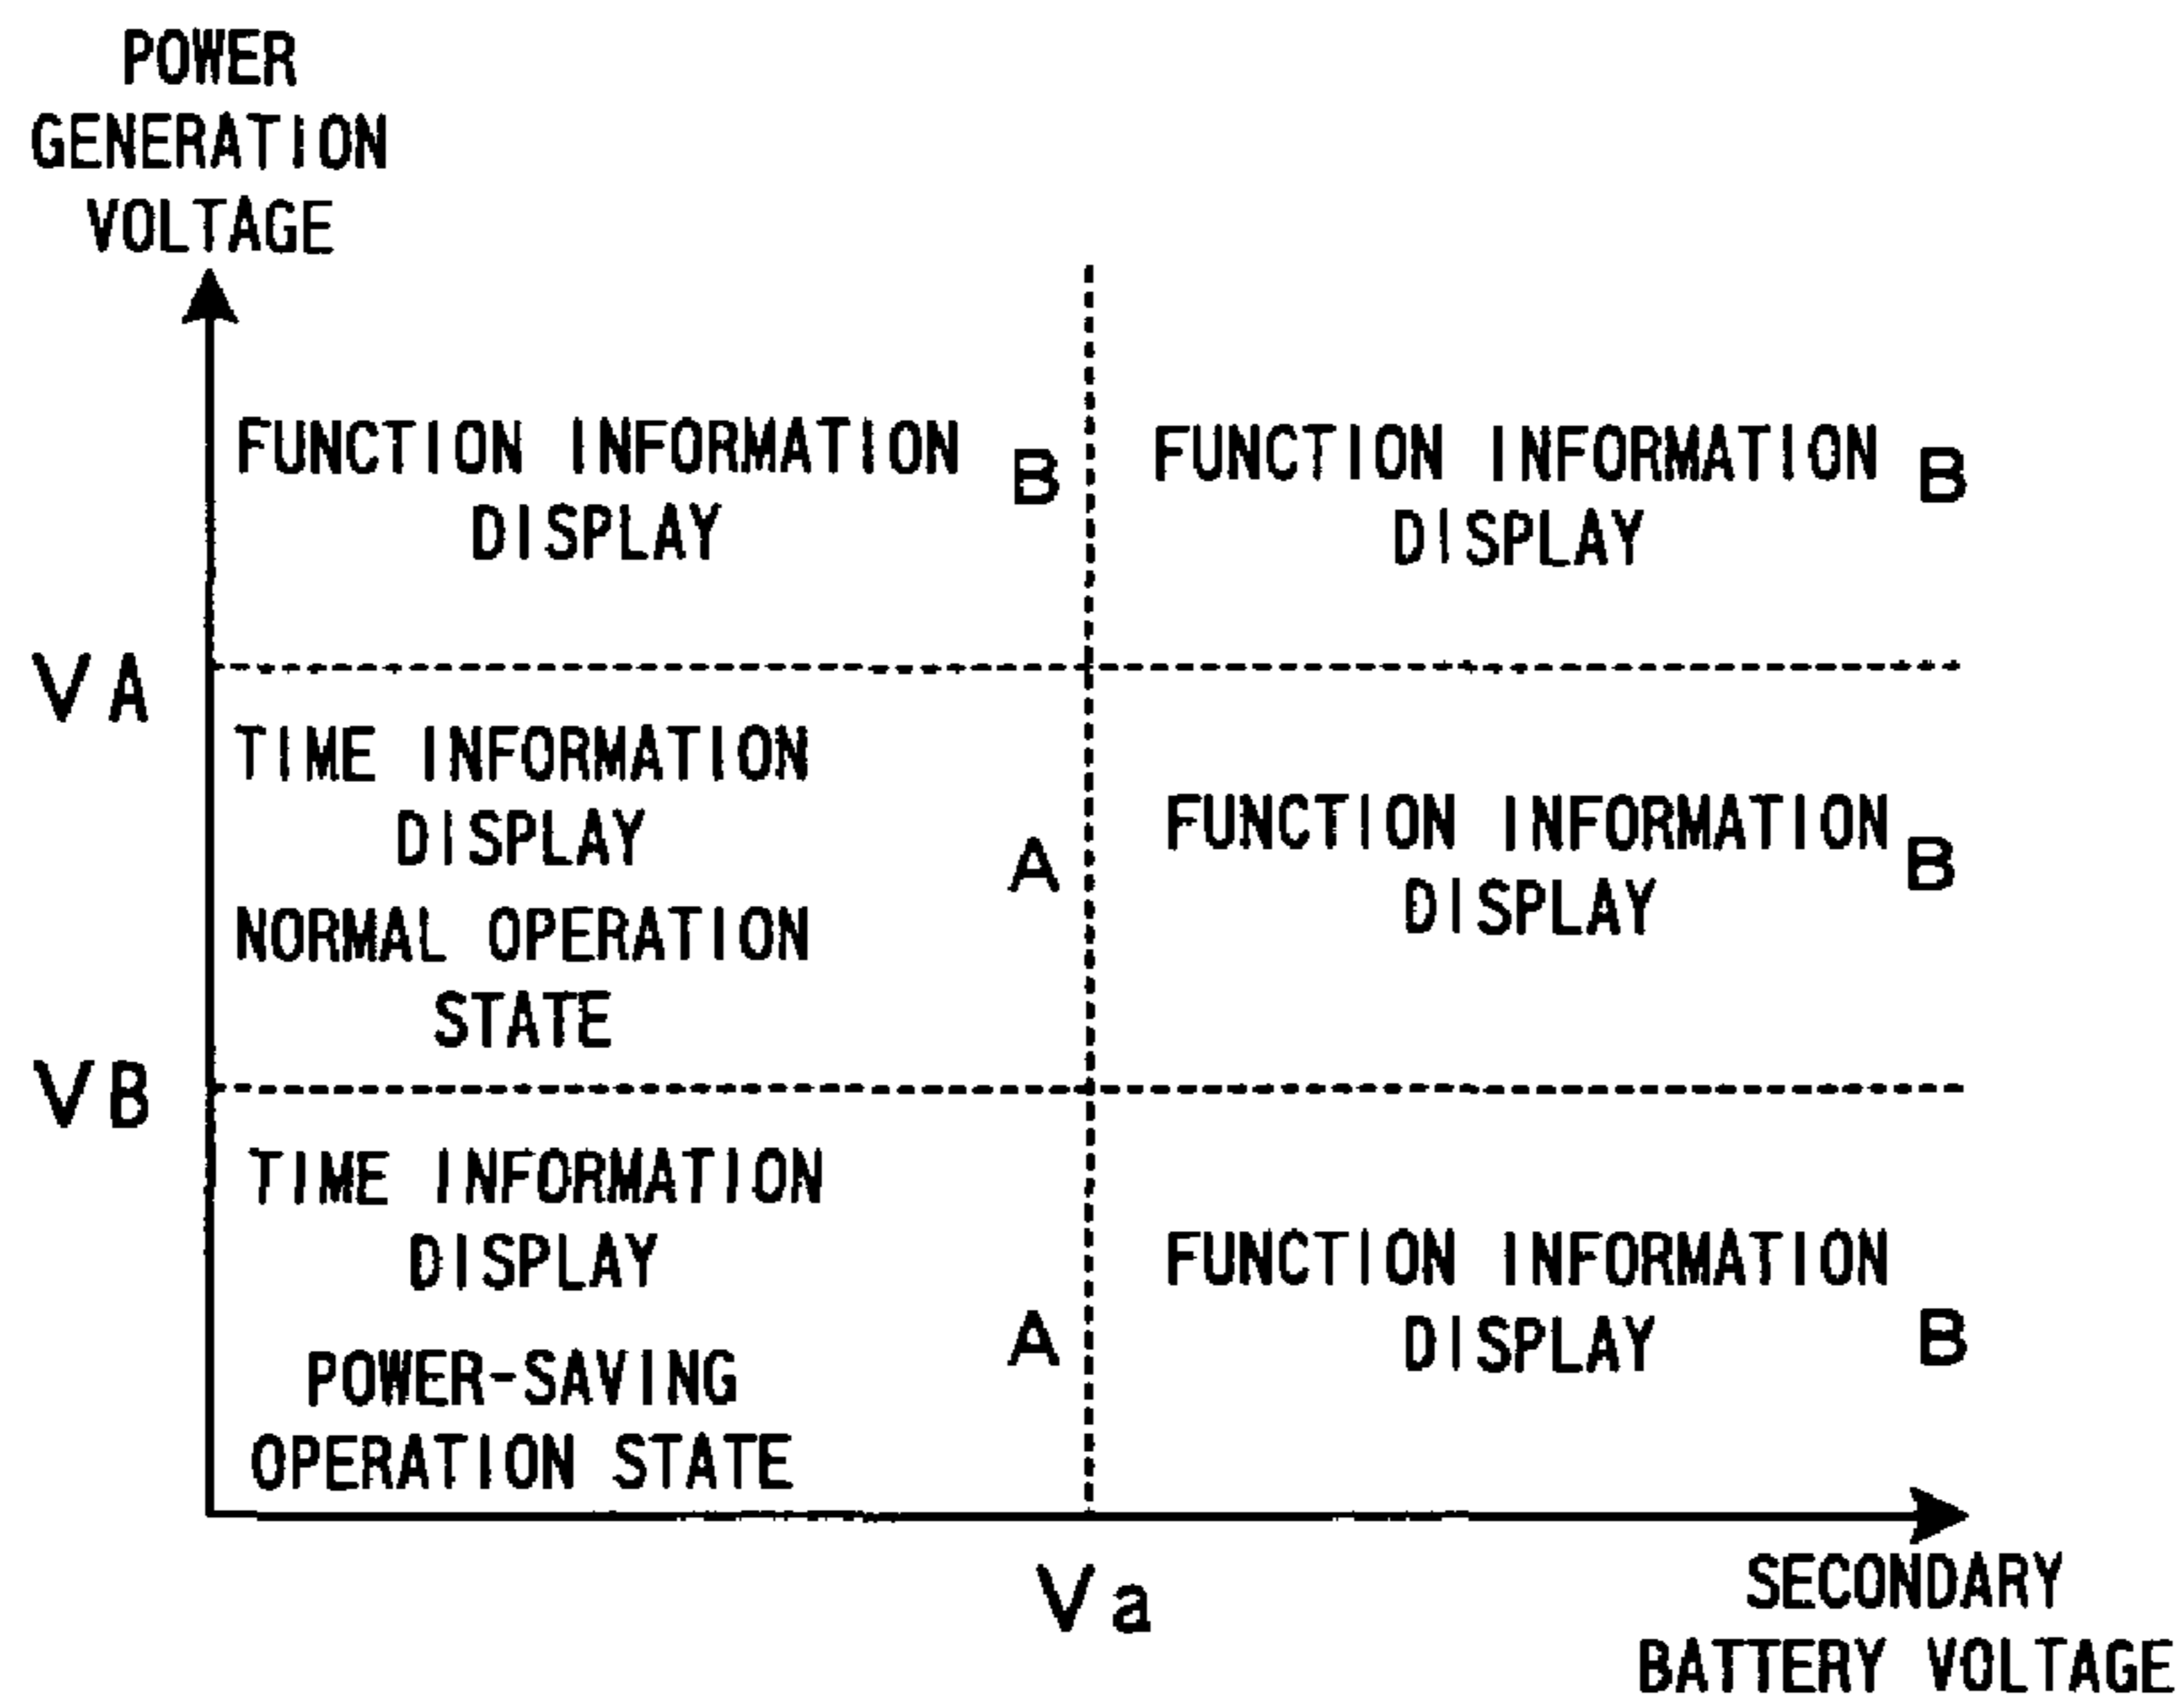 POWER
GENERATION
VOLTAGE
FUNCTION INFORMATION
DISPLAY
B
FUNCTION INFORMATION
DISPLAY
B
VA
TIME INFORMATION
DISPLAY
NORMAL OPERATION
STATE
A
FUNCTION INFORMATION
DISPLAY
B
VB
TIME INFORMATION
DISPLAY
POWER-SAVING
OPERATION STATE
A
FUNCTION INFORMATION
DISPLAY
B
Va
SECONDARY
BATTERY VOLTAGE